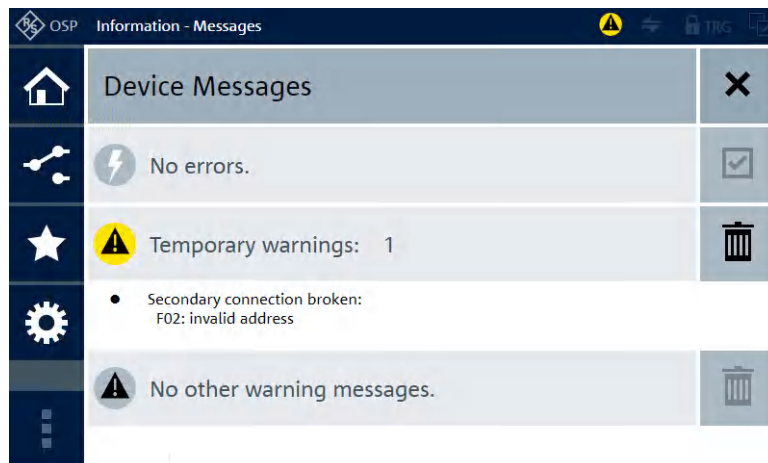 R&S OSP Information - Messages TRG
Device Messages
No errors.
Temporary warnings: 1
Secondary connection broken:
F02: invalid address
No other warning messages.